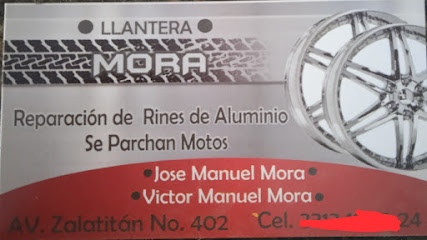 • LLANTERA •
MORA
Reparación de Rines de Aluminio
Se Parchan Motos
• Jose Manuel Mora •
• Victor Manuel Mora •
AV. Zalatitán No. 402 Cel. 24